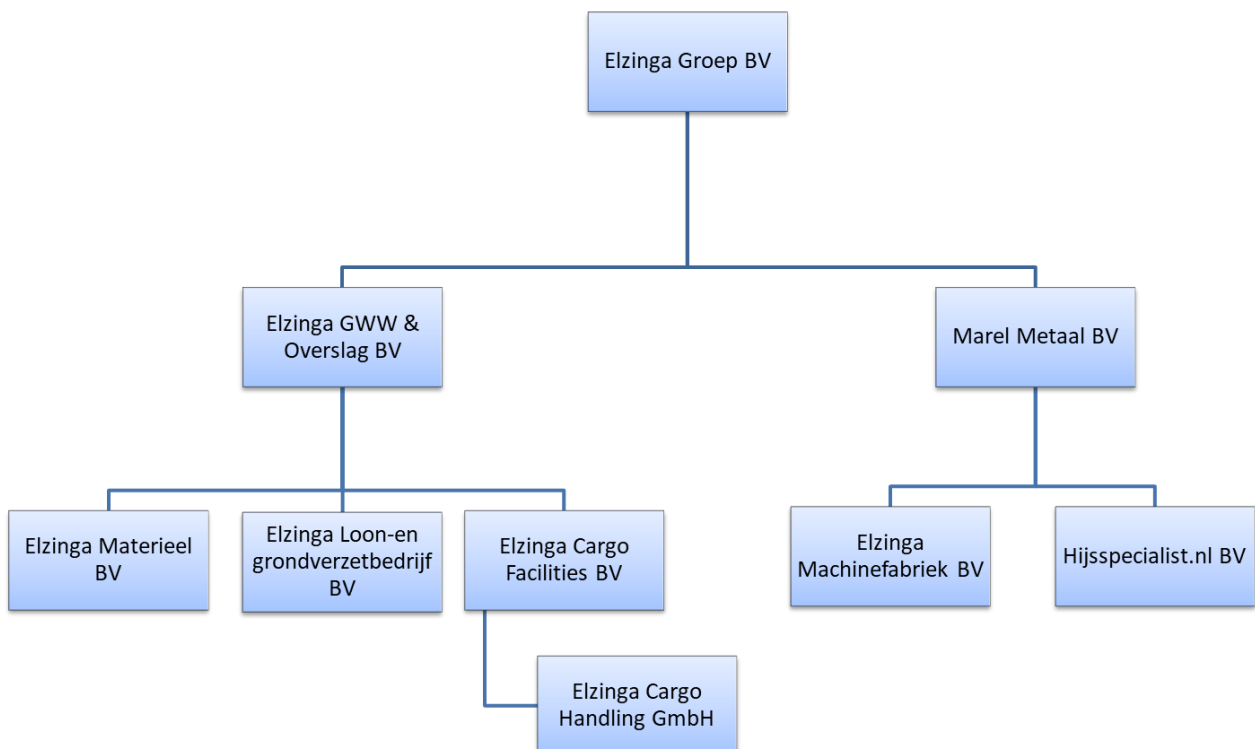 Elzinga Groep BV
Elzinga GWW &
Overslag BV
Marel Metaal BV
Elzinga Materieel
BV
Elzinga Loon-en
grondverzetbedrijf
BV
Elzinga Cargo
Facilities BV
Elzinga
Machinefabriek BV
Hijsspecialist.nl BV
Elzinga Cargo
Handling GmbH